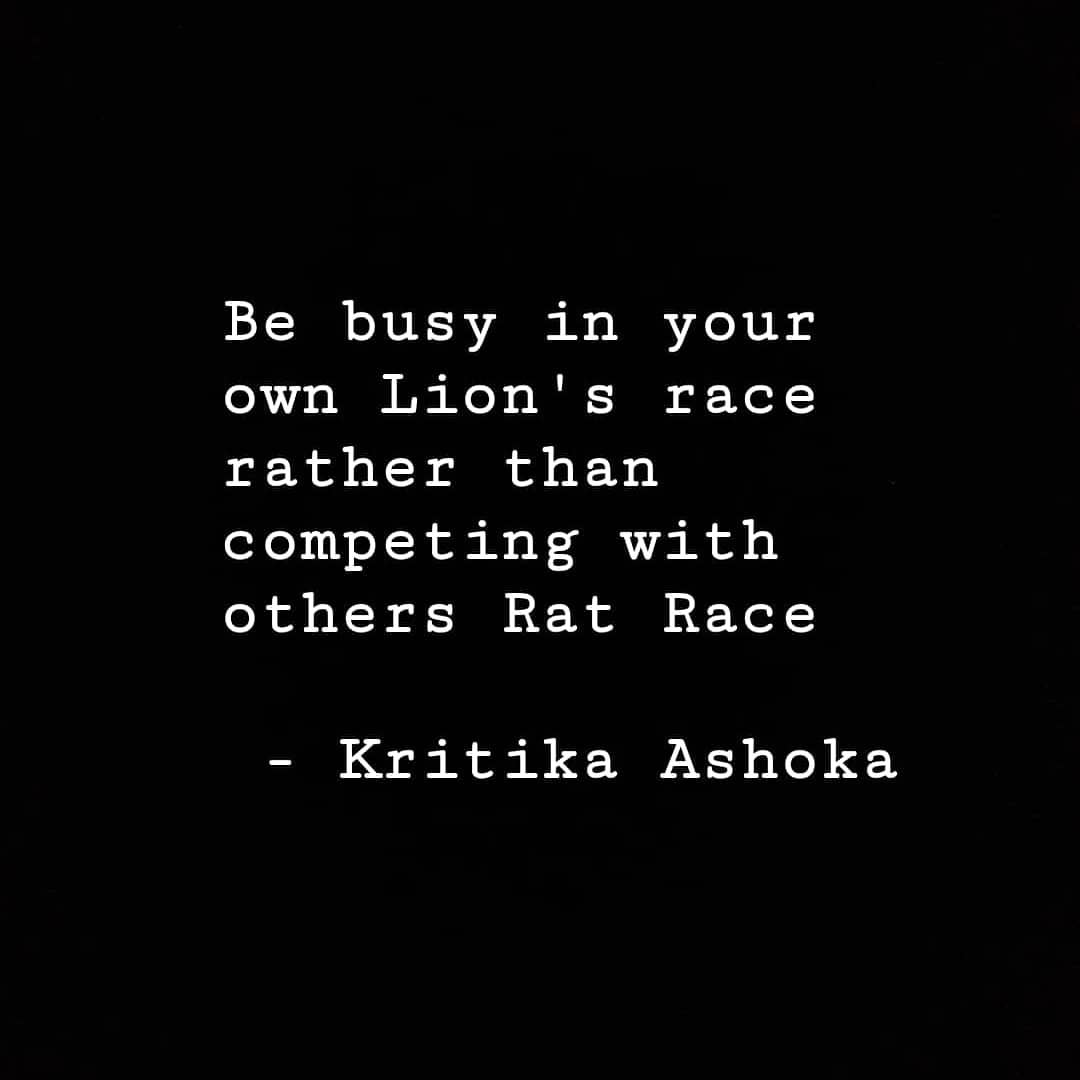 Be busy in your
own Lion's race
rather than
competing with
others Rat Race
- Kritika Ashoka